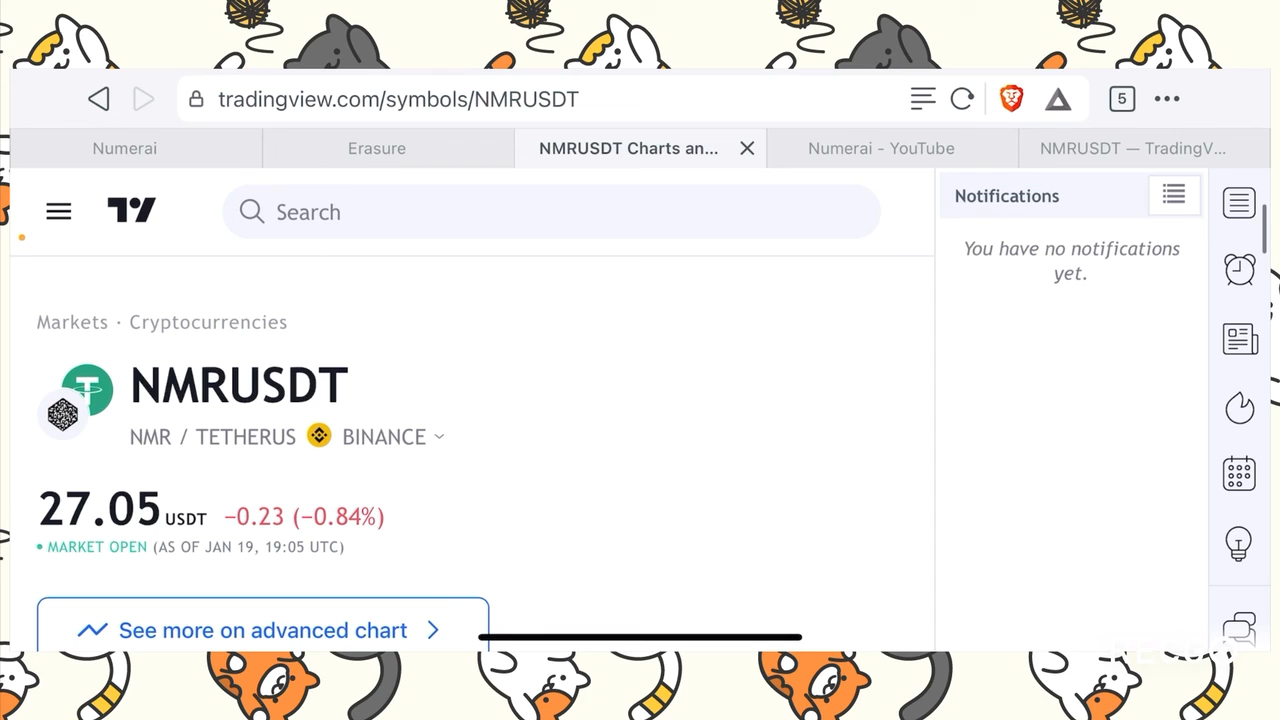 tradingview.com/symbols/NMRUSDT
5
Numerai
Erasure
NMRUSDT Charts an...
Numerai - YouTube
NMRUSDT — TradingV...
Search
Notifications
You have no notifications
yet.
Markets · Cryptocurrencies
NMRUSDT
NMR / TETHERUS BINANCE
27.05 USDT −0.23 (−0.84%)
• MARKET OPEN (AS OF JAN 19, 19:05 UTC)
See more on advanced chart